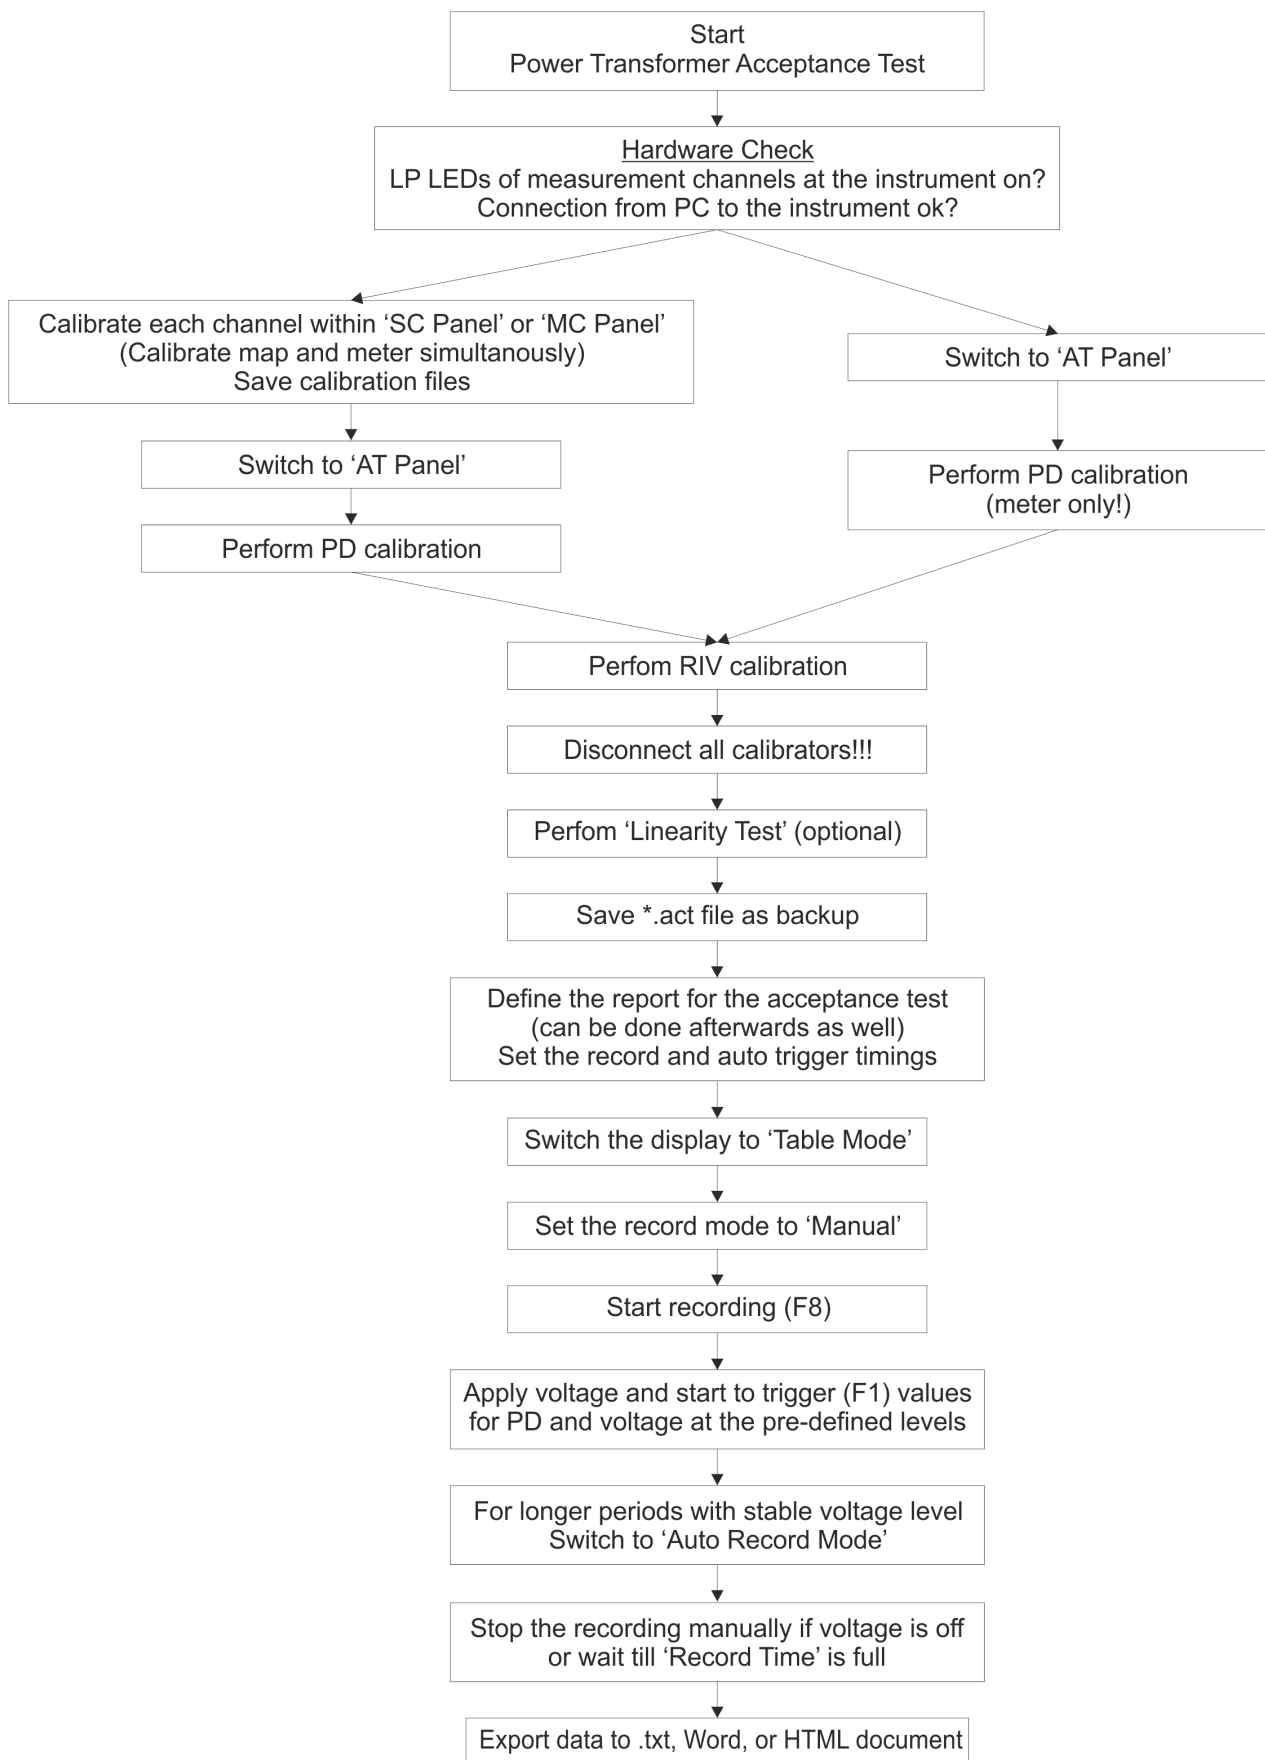 Start
Power Transformer Acceptance Test
Hardware Check
LP LEDs of measurement channels at the instrument on?
Connection from PC to the instrument ok?
Calibrate each channel within ‘SC Panel’ or ‘MC Panel’
(Calibrate map and meter simultanously)
Save calibration files
Switch to ‘AT Panel’
Perform PD calibration
Switch to ‘AT Panel’
Perform PD calibration
(meter only!)
Perfom RIV calibration
Disconnect all calibrators!!!
Perfom ‘Linearity Test’ (optional)
Save *.act file as backup
Define the report for the acceptance test
(can be done afterwards as well)
Set the record and auto trigger timings
Switch the display to ‘Table Mode’
Set the record mode to ‘Manual’
Start recording (F8)
Apply voltage and start to trigger (F1) values
for PD and voltage at the pre-defined levels
For longer periods with stable voltage level
Switch to ‘Auto Record Mode’
Stop the recording manually if voltage is off
or wait till ‘Record Time’ is full
Export data to .txt, Word, or HTML document